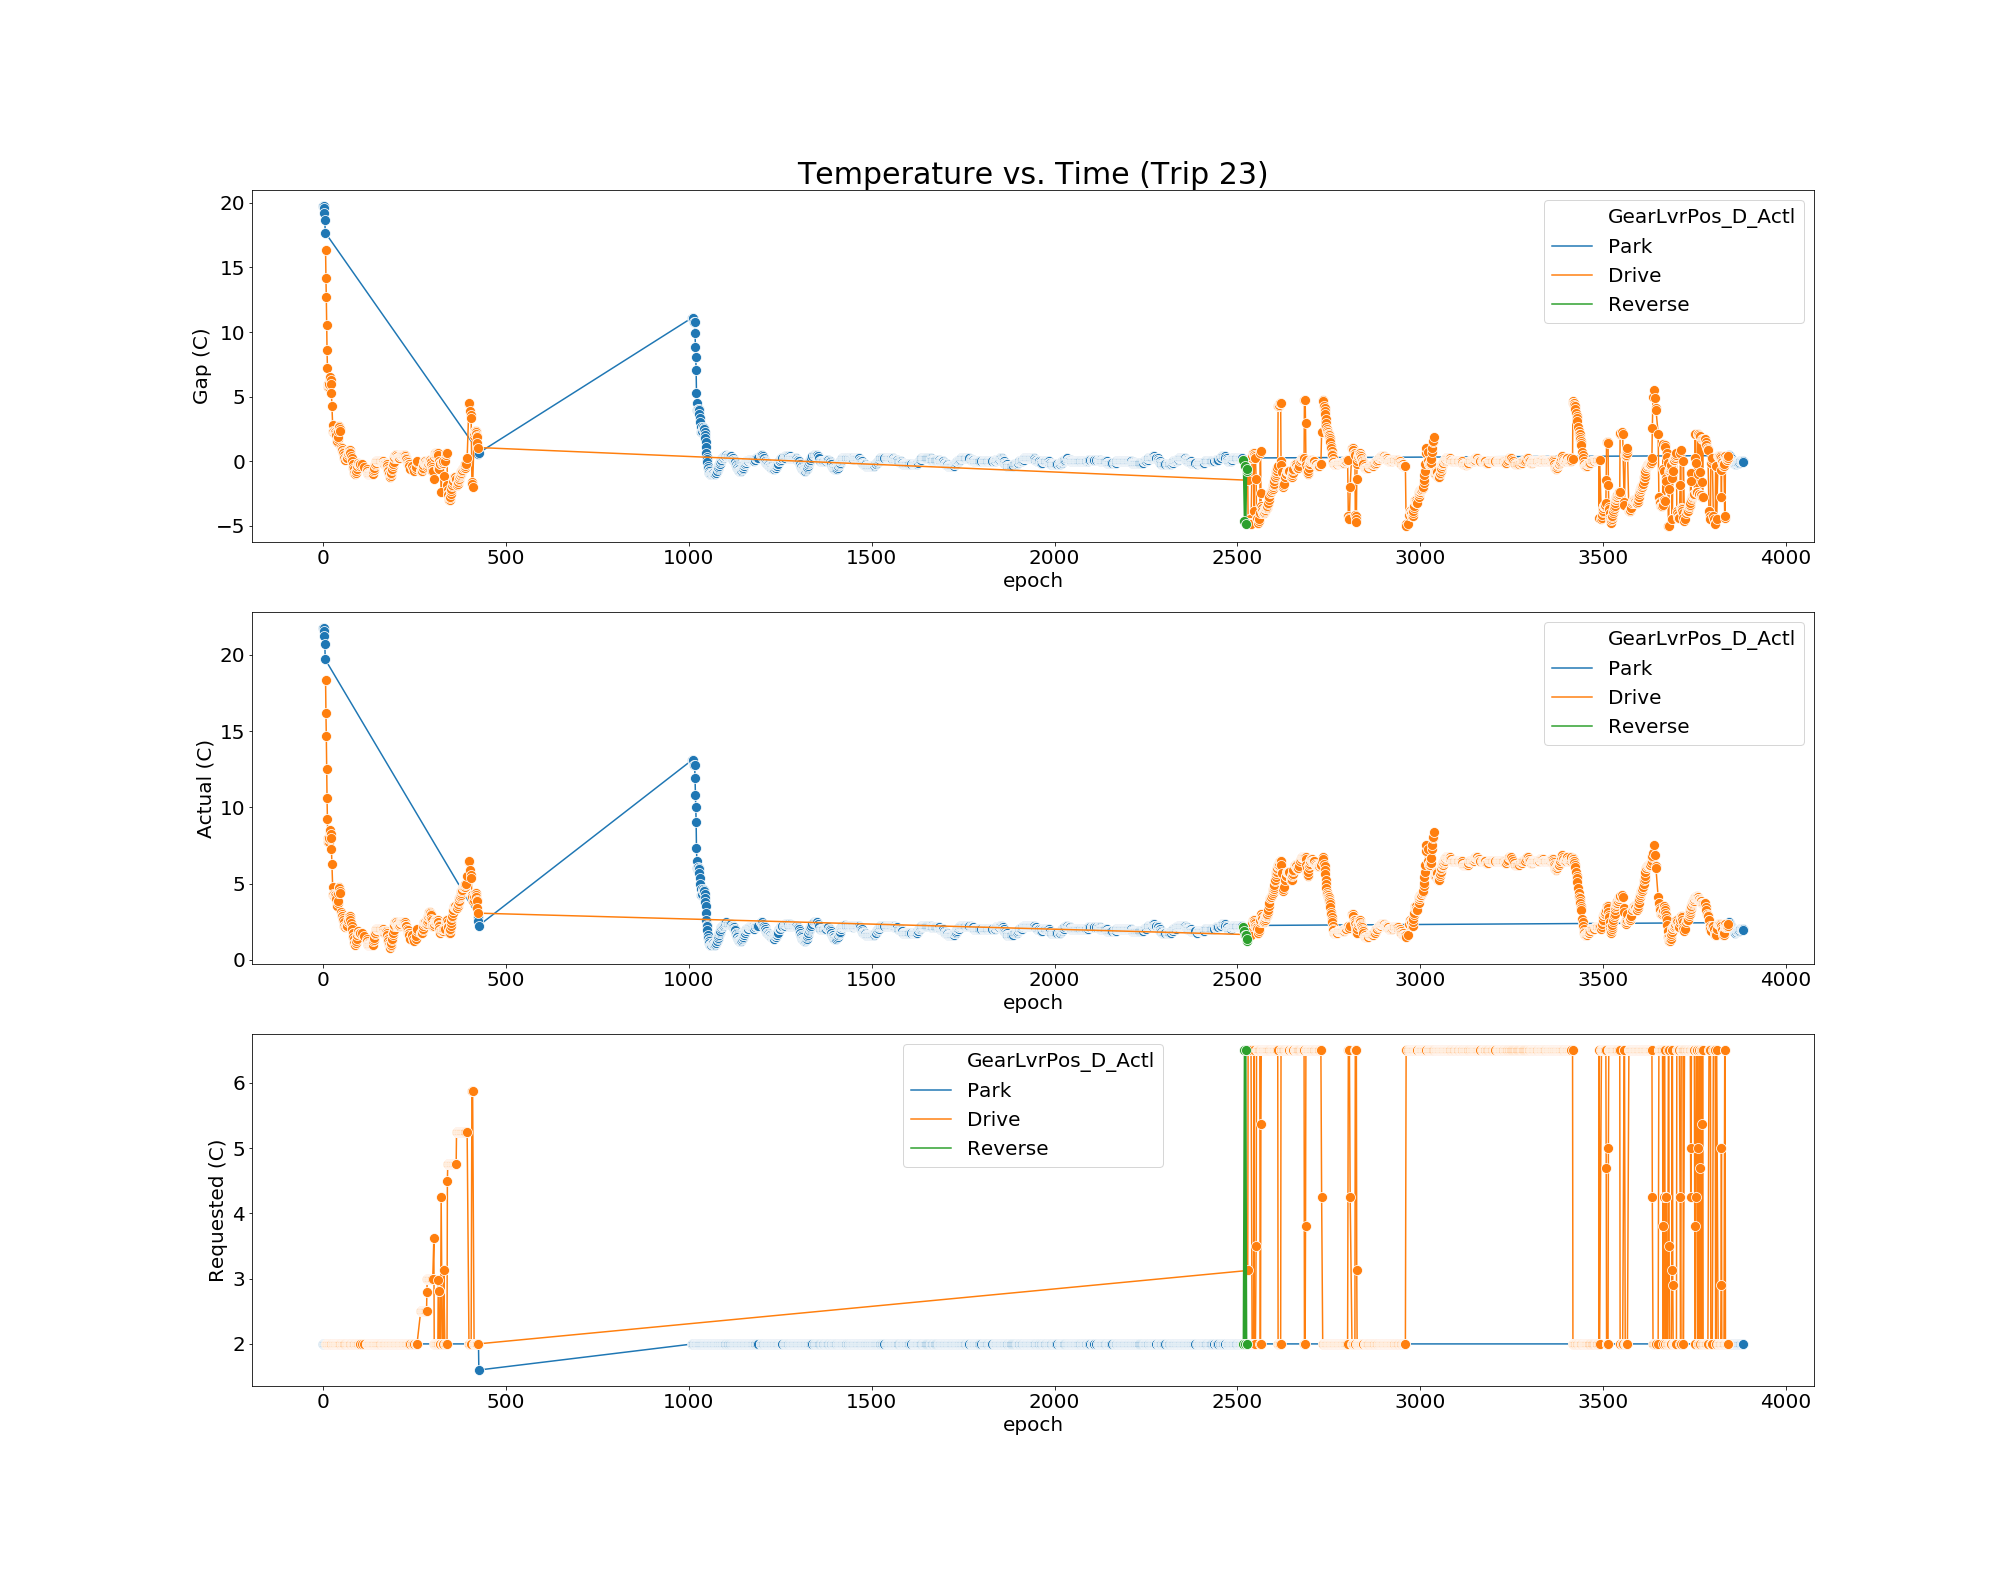 Temperature vs. Time (Trip 23)
20
15
10
5
0
−5
Gap (C)
GearLvrPos_D_Actl
Park
Drive
Reverse
0 500 1000 1500 2000 2500 3000 3500 4000
epoch
20
15
10
5
0
Actual (C)
GearLvrPos_D_Actl
Park
Drive
Reverse
0 500 1000 1500 2000 2500 3000 3500 4000
epoch
6
5
4
3
2
Requested (C)
GearLvrPos_D_Actl
Park
Drive
Reverse
0 500 1000 1500 2000 2500 3000 3500 4000
epoch